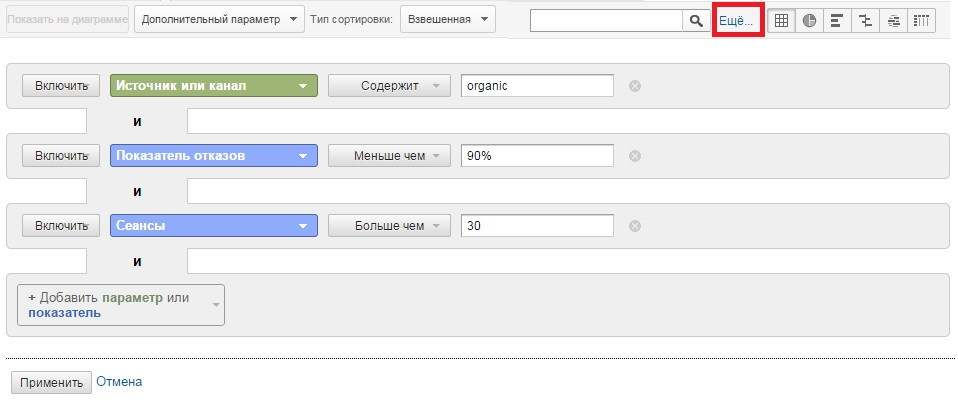 Показать на диаграмме Дополнительный параметр Тип сортировки: Взвешенная Ещё...
Включить Источник или канал Содержит organic
и
Включить Показатель отказов Меньше чем 90%
и
Включить Сеансы Больше чем 30
и
+ Добавить параметр или
показатель
Применить Отмена